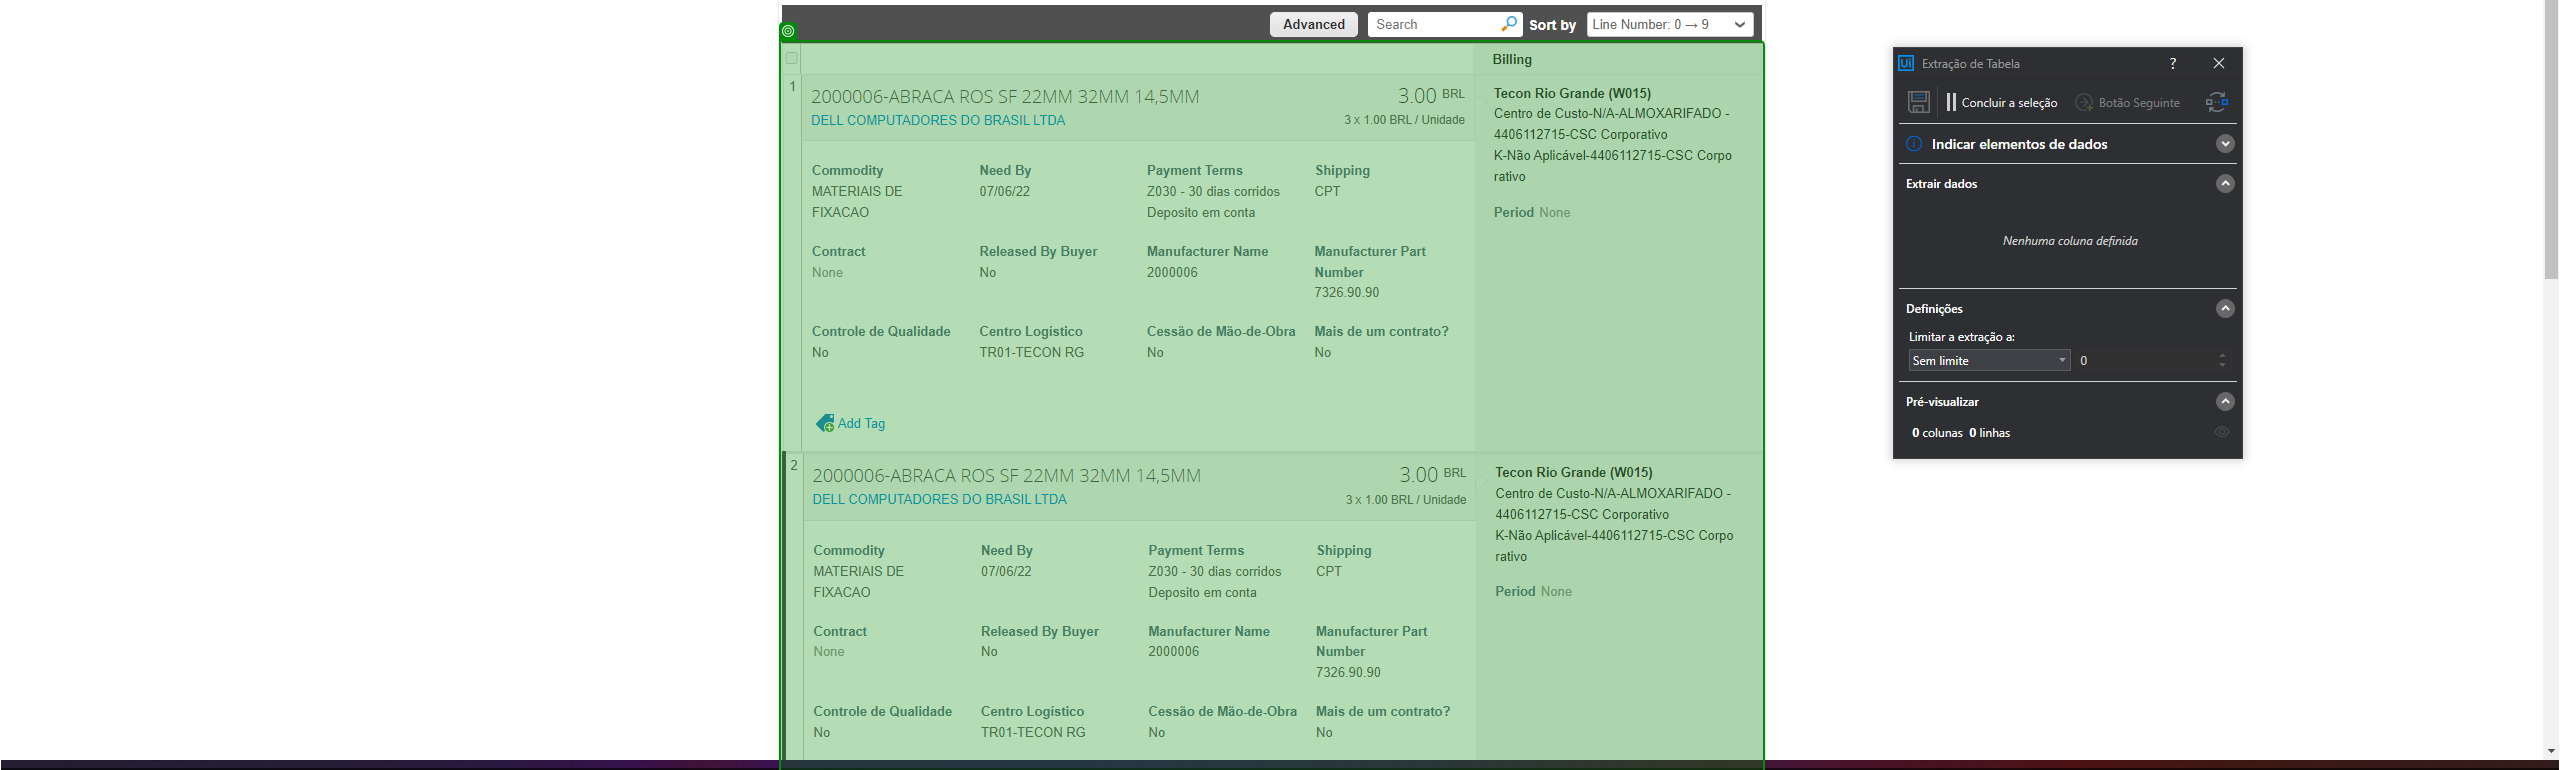 Advanced
Search
Sort by
Line Number: 0 → 9
Billing
1
2000006-ABRACA ROS SF 22MM 32MM 14,5MM
3.00 BRL
DELL COMPUTADORES DO BRASIL LTDA
3 x 1.00 BRL / Unidade
Tecon Rio Grande (W015)
Centro de Custo-N/A-ALMOXARIFADO -
4406112715-CSC Corporativo
K-Não Aplicável-4406112715-CSC Corpo
rativo
Period None
Commodity
MATERIAIS DE
FIXACAO
Need By
07/06/22
Payment Terms
Z030 - 30 dias corridos
Deposito em conta
Shipping
CPT
Contract
None
Released By Buyer
No
Manufacturer Name
2000006
Manufacturer Part
Number
7326.90.90
Controle de Qualidade
No
Centro Logístico
TR01-TECON RG
Cessão de Mão-de-Obra
No
Mais de um contrato?
No
Add Tag
2
2000006-ABRACA ROS SF 22MM 32MM 14,5MM
3.00 BRL
DELL COMPUTADORES DO BRASIL LTDA
3 x 1.00 BRL / Unidade
Tecon Rio Grande (W015)
Centro de Custo-N/A-ALMOXARIFADO -
4406112715-CSC Corporativo
K-Não Aplicável-4406112715-CSC Corpo
rativo
Period None
Commodity
MATERIAIS DE
FIXACAO
Need By
07/06/22
Payment Terms
Z030 - 30 dias corridos
Deposito em conta
Shipping
CPT
Contract
None
Released By Buyer
No
Manufacturer Name
2000006
Manufacturer Part
Number
7326.90.90
Controle de Qualidade
No
Centro Logístico
TR01-TECON RG
Cessão de Mão-de-Obra
No
Mais de um contrato?
No
Ui Extração de Tabela ?
Concluir a seleção
Botão Seguinte
Indicar elementos de dados
Extrair dados
Nenhuma coluna definida
Definições
Limitar a extração a:
Sem limite
0
Pré-visualizar
0 colunas 0 linhas